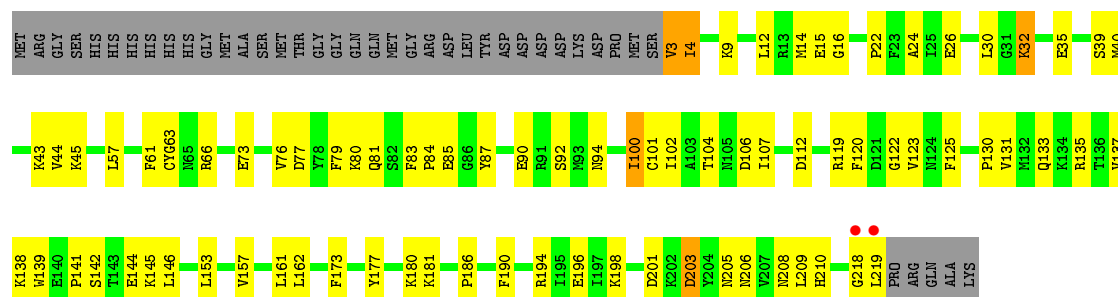 MET ARG GLY SER HIS HIS HIS HIS HIS HIS GLY MET ALA SER MET THR GLY GLY GLN GLN MET GLY ARG ASP LEU TYR ASP ASP ASP ASP LYS ASP PRO MET SER V3 I4 K9 L12 R13 M14 E15 G16 P22 F23 A24 I25 E26 L30 G31 K32 E35 S39 M40
K43 V44 K45 L57 F61 CYG63 N65 R66 E73 V76 D77 Y78 F79 K80 Q81 S82 F83 P84 E85 G86 Y87 E90 R91 S92 M93 N94 I100 C101 I102 A103 T104 N105 D106 I107 D112 R119 F120 D121 G122 V123 N124 F125 P130 V131 M132 Q133 K134 R135 T136 V137
K138 W139 E140 P141 S142 T143 E144 K145 L146 L153 V157 L161 L162 F173 Y177 K180 K181 P186 F190 R194 I195 E196 I197 K198 D201 K202 D203 Y204 N205 N206 V207 N208 L209 H210 G218 L219 PRO ARG GLN ALA LYS